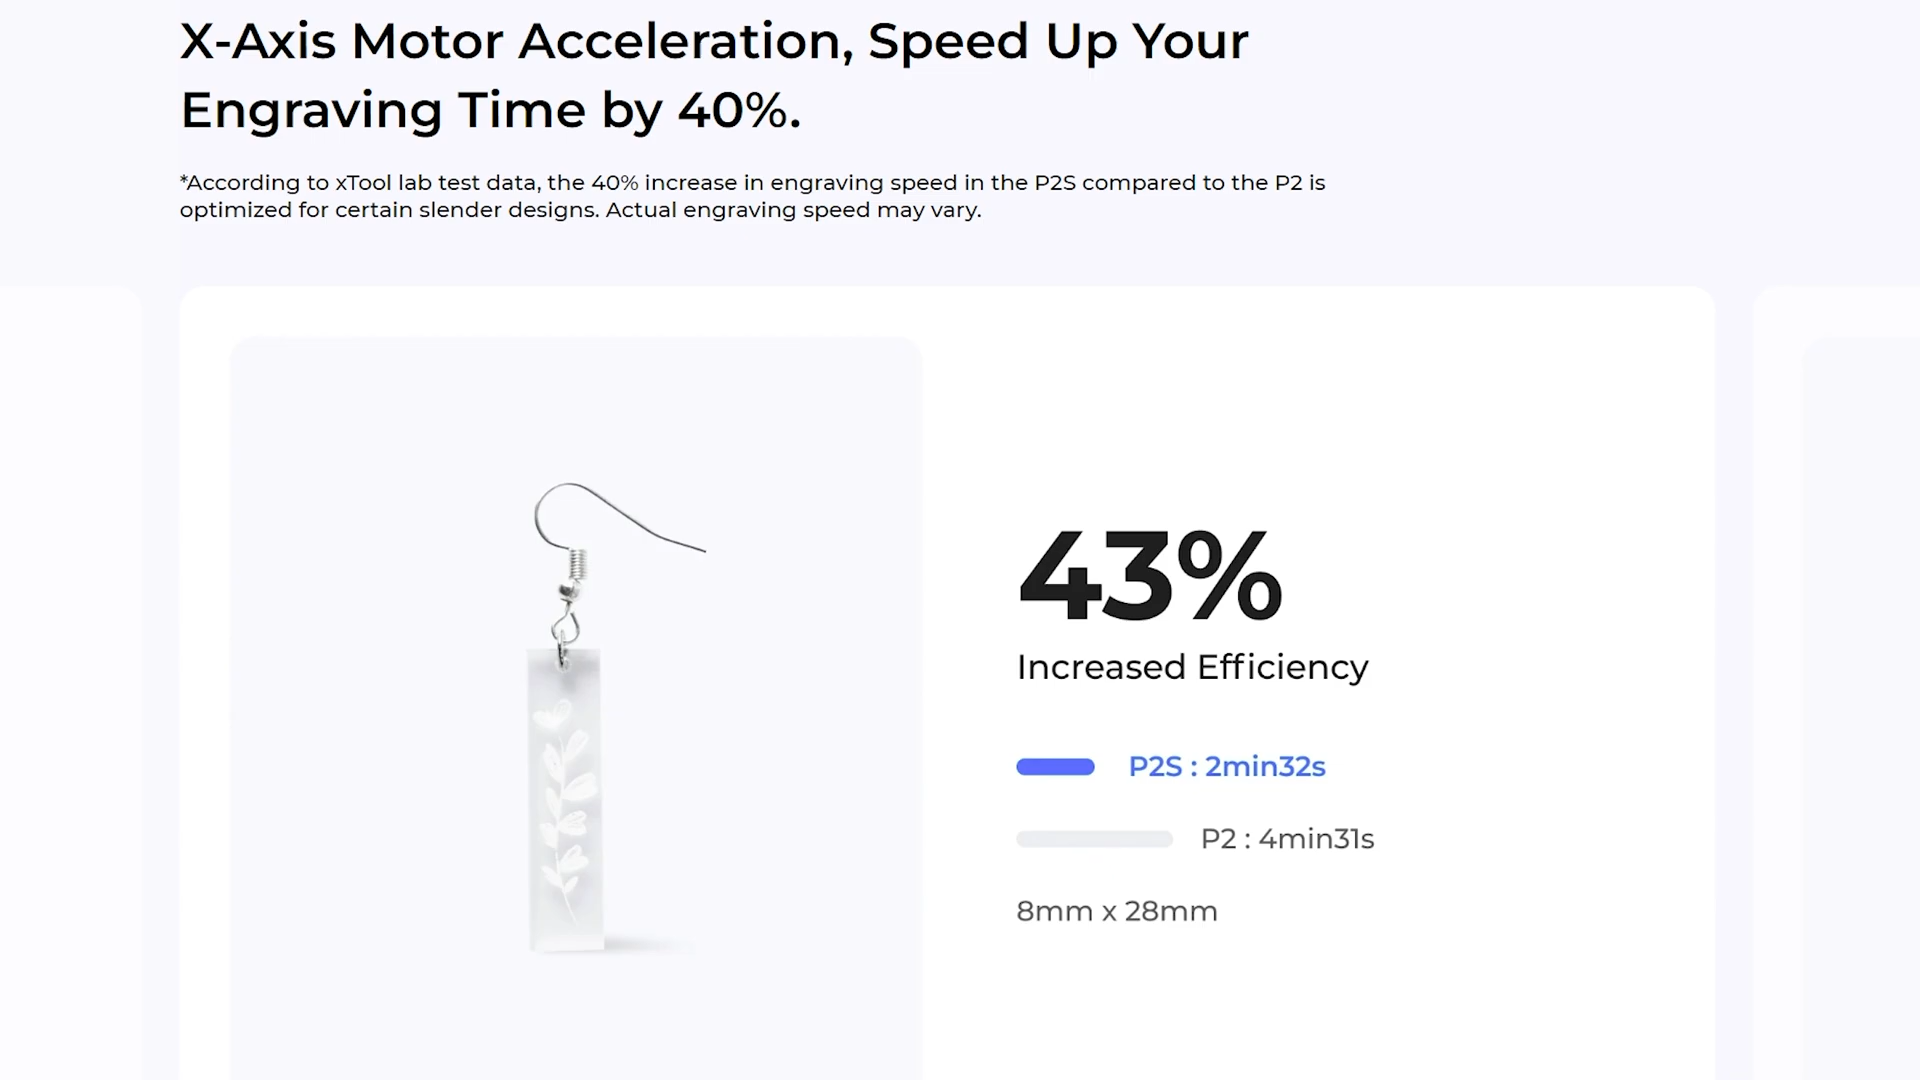 X-Axis Motor Acceleration, Speed Up Your
Engraving Time by 40%.
*According to xTool lab test data, the 40% increase in engraving speed in the P2S compared to the P2 is
optimized for certain slender designs. Actual engraving speed may vary.
43%
Increased Efficiency
P2S : 2min32s
P2 : 4min31s
8mm x 28mm